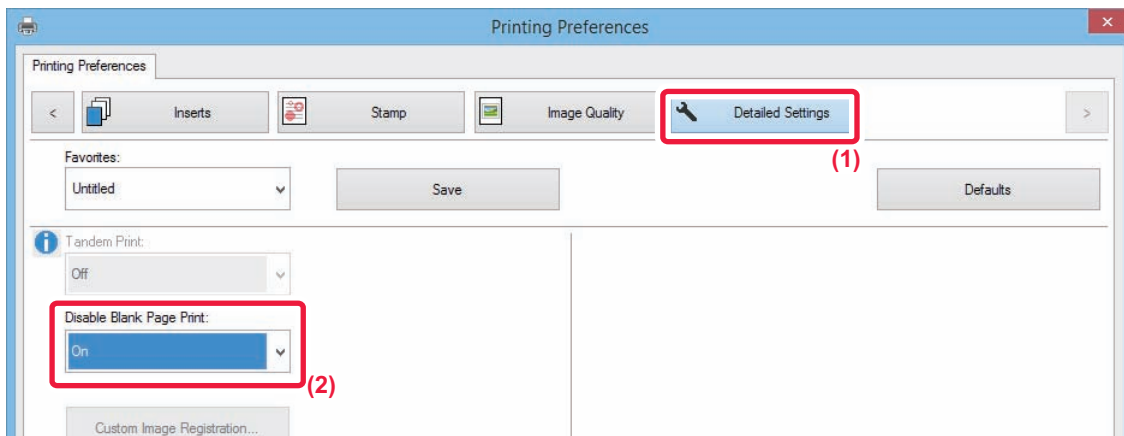 Printing Preferences
×
Printing Preferences
<
Inserts
Stamp
Image Quality
Detailed Settings
>
(1)
Favorites:
Untitled
Save
Defaults
Tandem Print:
Off
Disable Blank Page Print:
On
(2)
Custom Image Registration...